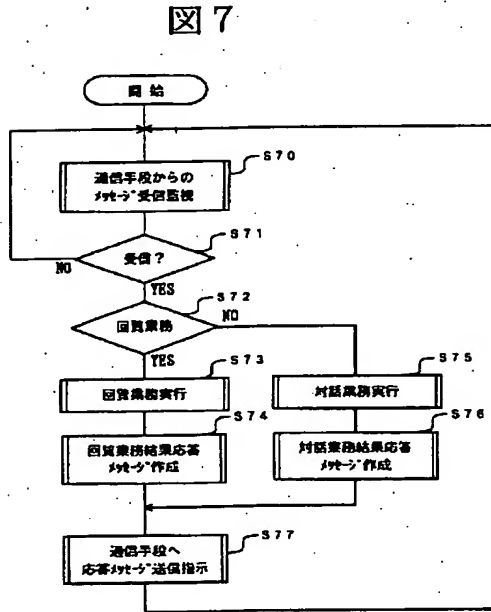 図7
開始
S70
通信手段からの
メッセージ受信監視
S71
受信?
NO
YES
S72
回覧業務
NO
YES
S73
回覧業務実行
S75
対話業務実行
S74
回覧業務結果応答
メッセージ作成
S76
対話業務結果応答
メッセージ作成
S77
通信手段へ
応答メッセージ送信指示